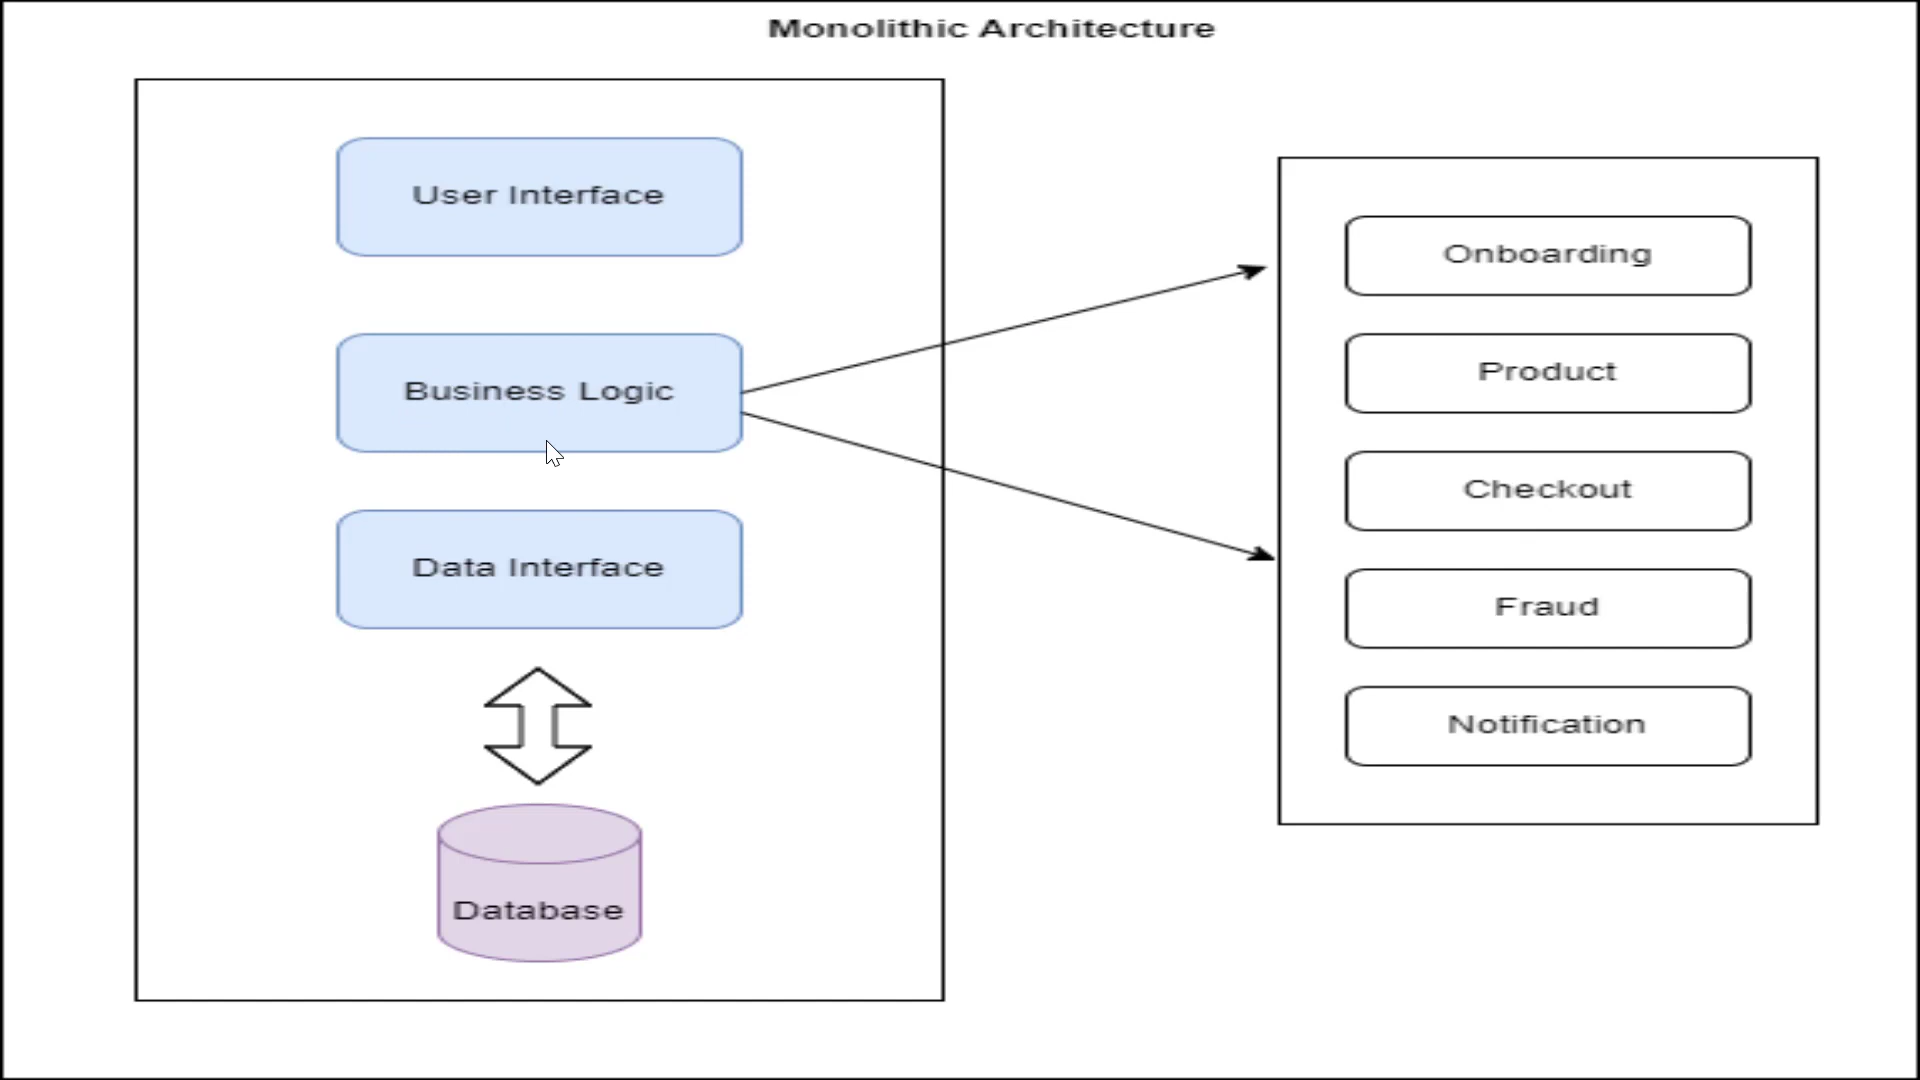 Monolithic Architecture
User Interface
Business Logic
Data Interface
Database
Onboarding
Product
Checkout
Fraud
Notification